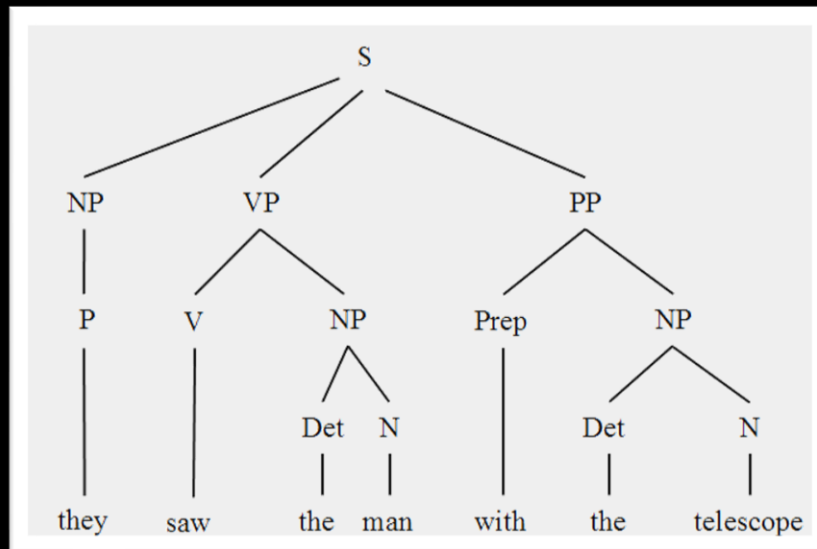 S
NP VP PP
P V NP Prep NP
Det N Det N
they saw the man with the telescope